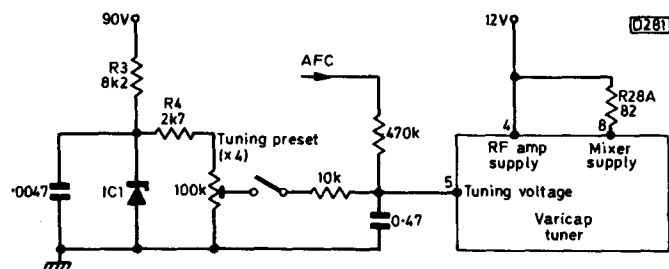 90V
12V
D281
R3
8k2
AFC
R4
2k7
R28A
82
470k
4
8
Tuning preset
(x4)
RF amp
supply
Mixer
supply
·0047
IC1
100k
10k
5
Tuning voltage
0·47
Varicap
tuner